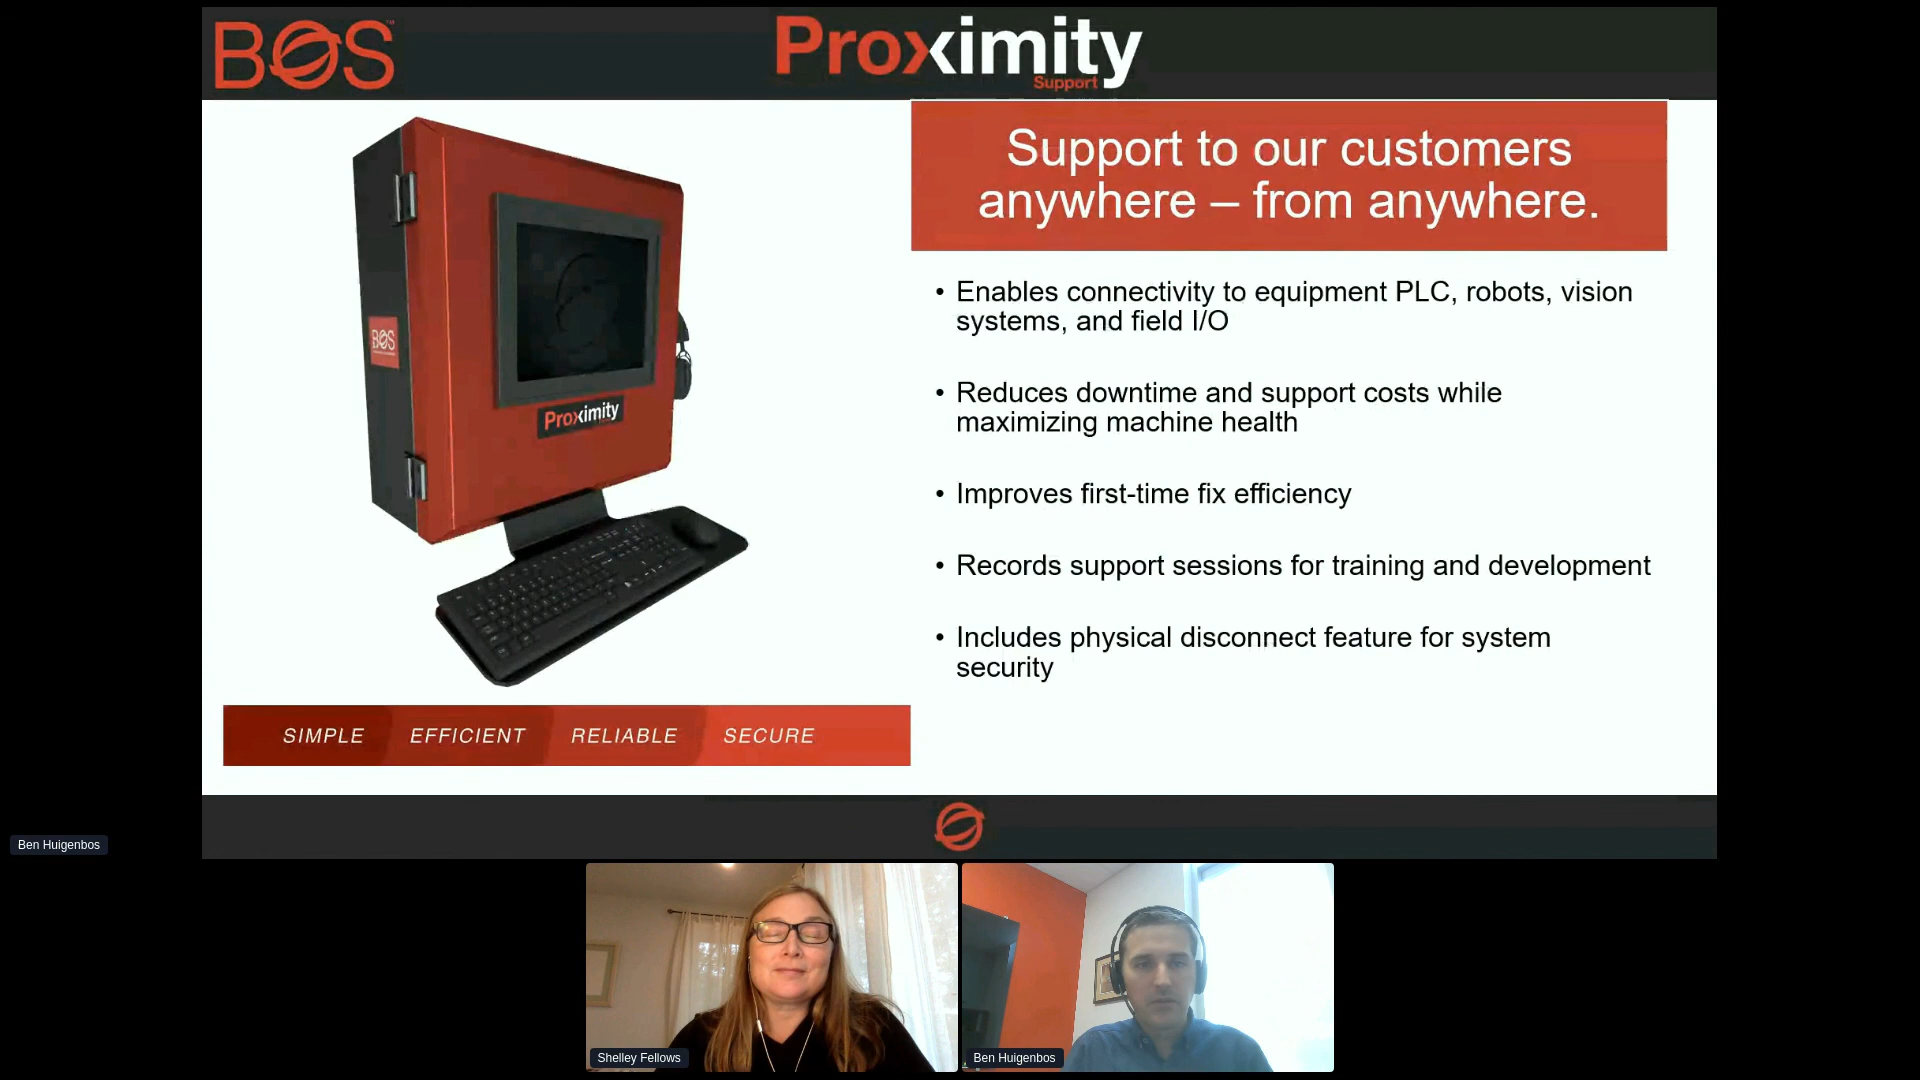 BOS™
Proximity
Support
Support to our customers
anywhere – from anywhere.
• Enables connectivity to equipment PLC, robots, vision
systems, and field I/O
• Reduces downtime and support costs while
maximizing machine health
• Improves first-time fix efficiency
• Records support sessions for training and development
• Includes physical disconnect feature for system
security
BOS
Proximity
SIMPLE EFFICIENT RELIABLE SECURE
Ben Huigenbos
Shelley Fellows
Ben Huigenbos